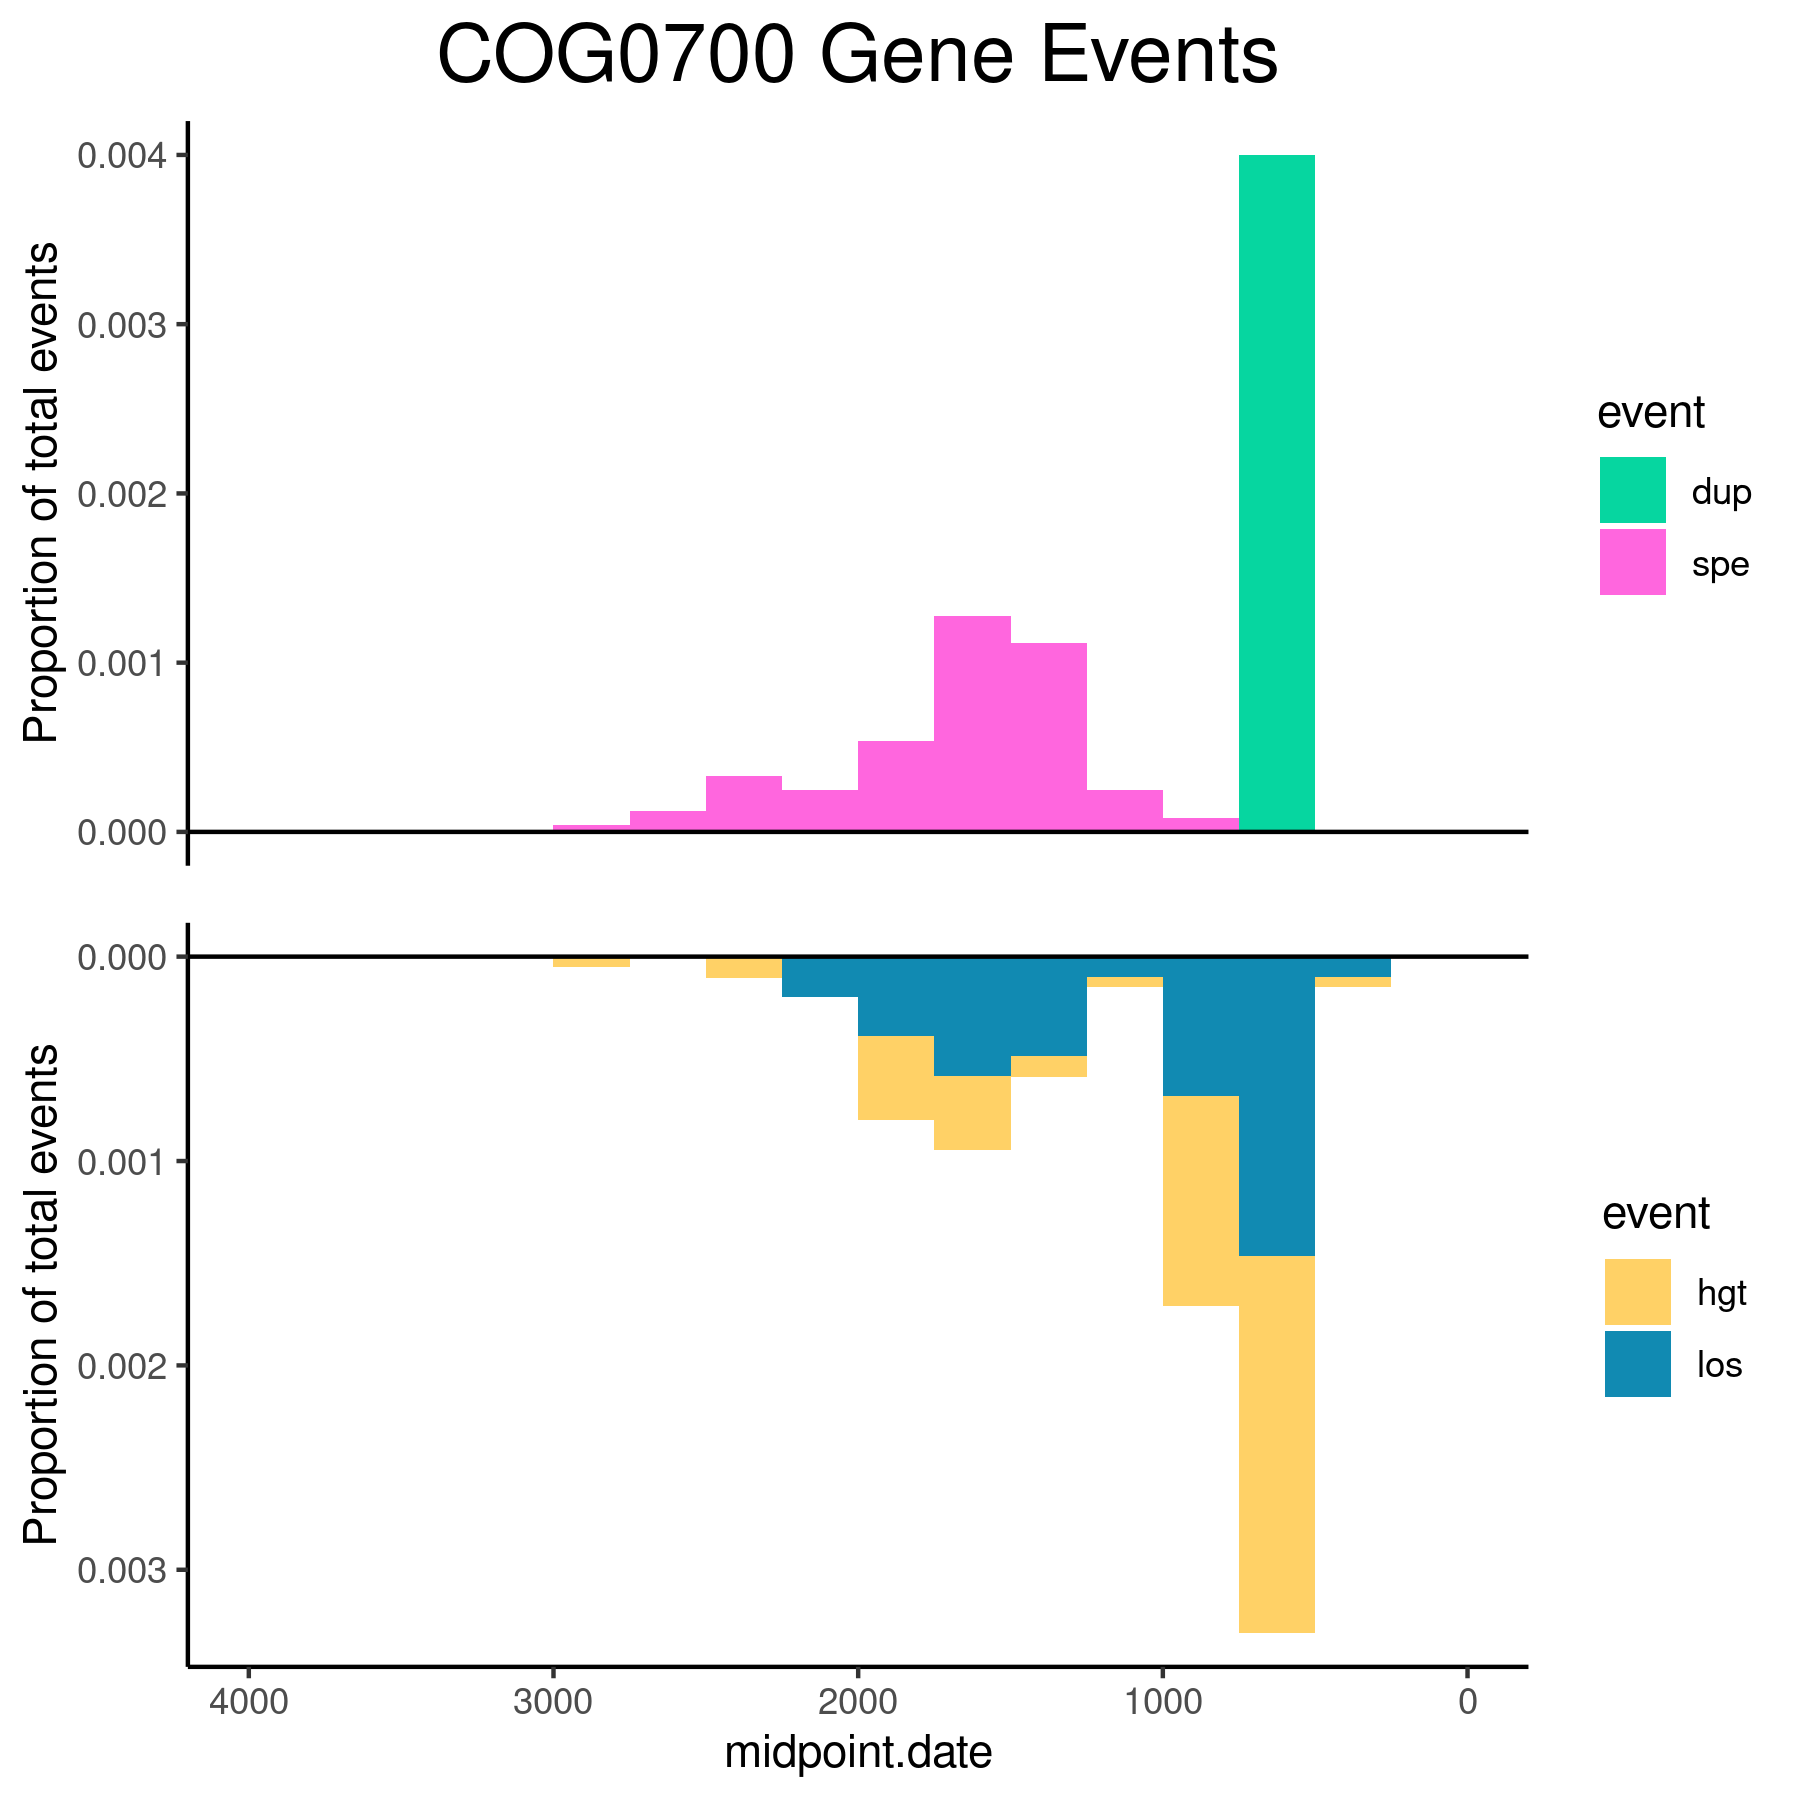 COG0700 Gene Events
Proportion of total events
0.004
0.003
0.002
0.001
0.000
event
dup
spe
Proportion of total events
0.000
0.001
0.002
0.003
event
hgt
los
4000 3000 2000 1000 0
midpoint.date